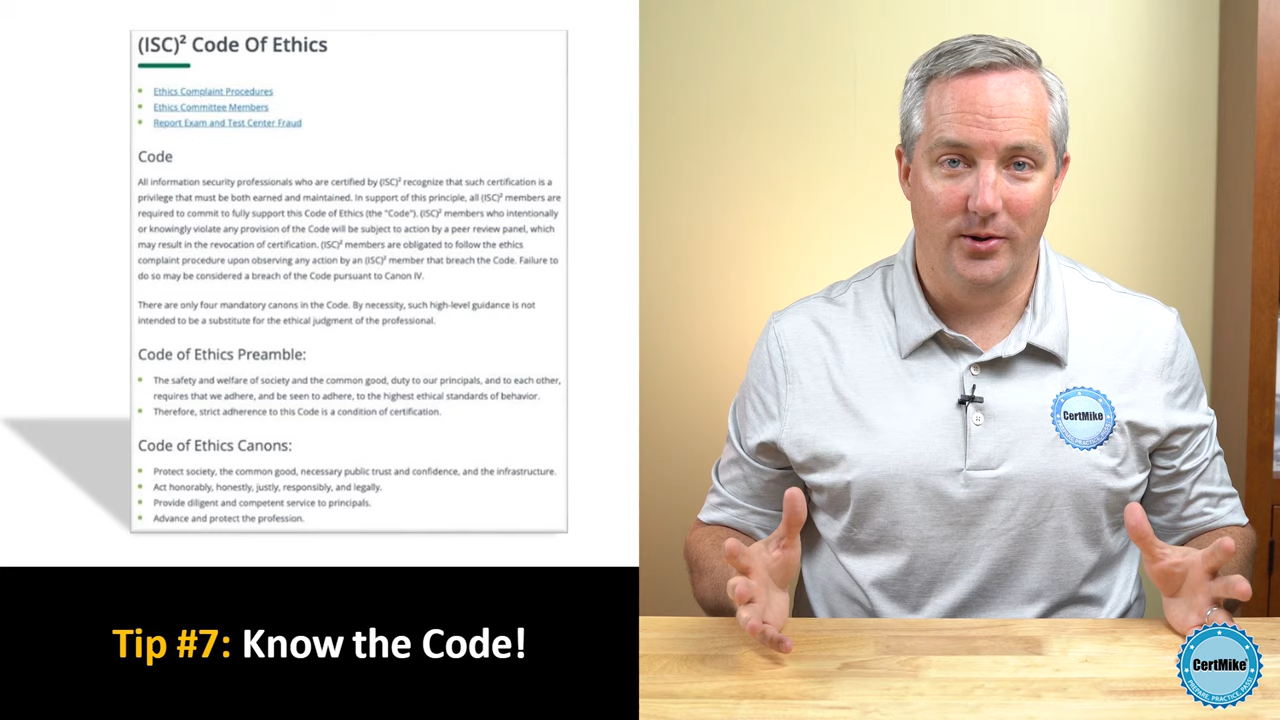 (ISC)² Code Of Ethics
Ethics Complaint Procedures
Ethics Committee Members
Report Exam and Test Center Fraud
Code
All information security professionals who are certified by (ISC)² recognize that such certification is a
privilege that must be both earned and maintained. In support of this principle, all (ISC)² members are
required to commit to fully support this Code of Ethics (the "Code"). (ISC)² members who intentionally
or knowingly violate any provision of the Code will be subject to action by a peer review panel, which
may result in the revocation of certification. (ISC)² members are obligated to follow the ethics
complaint procedure upon observing any action by an (ISC)² member that breach the Code. Failure to
do so may be considered a breach of the Code pursuant to Canon IV.
There are only four mandatory canons in the Code. By necessity, such high-level guidance is not
intended to be a substitute for the ethical judgment of the professional.
Code of Ethics Preamble:
The safety and welfare of society and the common good, duty to our principals, and to each other,
requires that we adhere, and be seen to adhere, to the highest ethical standards of behavior.
Therefore, strict adherence to this Code is a condition of certification.
Code of Ethics Canons:
Protect society, the common good, necessary public trust and confidence, and the infrastructure.
Act honorably, honestly, justly, responsibly, and legally.
Provide diligent and competent service to principals.
Advance and protect the profession.
Tip #7: Know the Code!
CertMike
CertMike
PREPARE. PRACTICE. PASS!